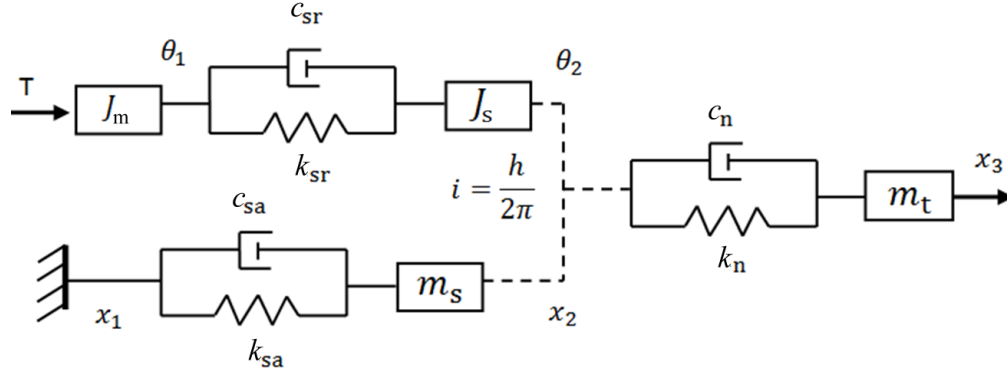 c_sr
θ_1
θ_2
T
J_m
J_s
k_sr
c_n
x_3
i = h/2π
m_t
c_sa
k_n
m_s
x_1
x_2
k_sa